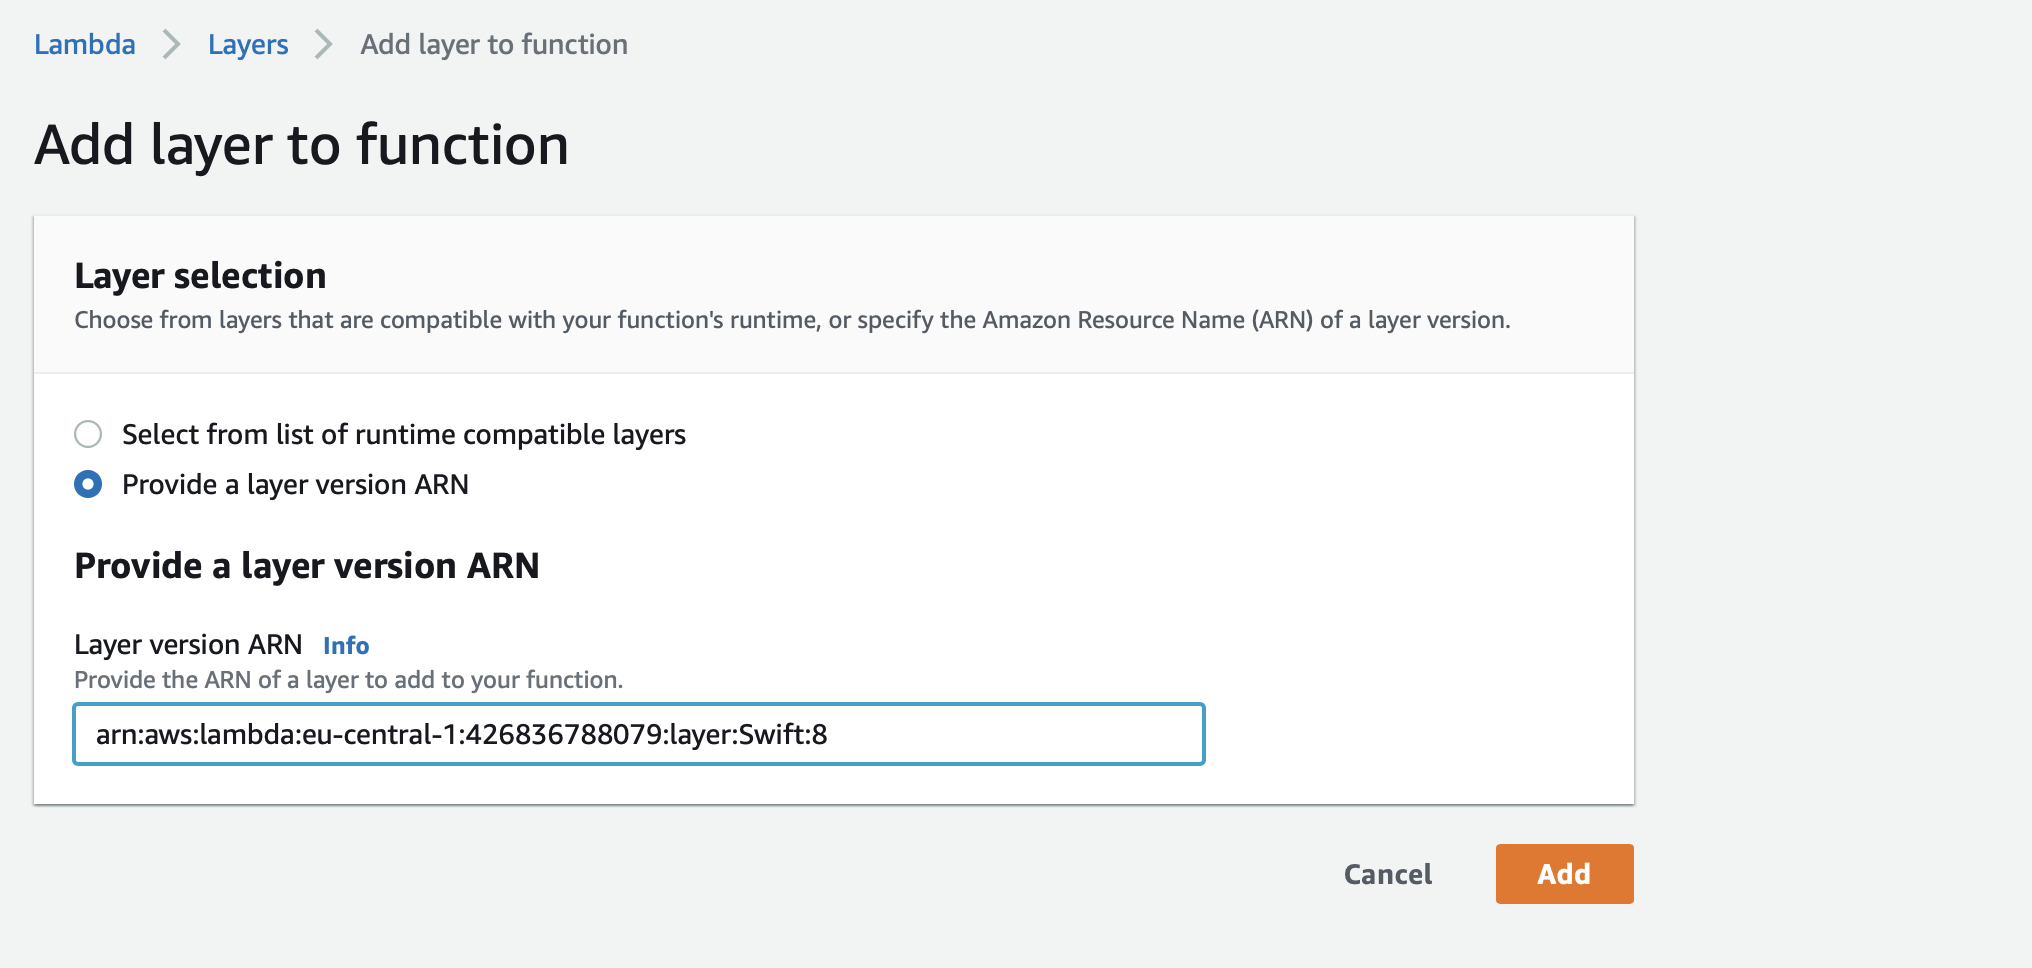 Lambda > Layers > Add layer to function
Add layer to function
Layer selection
Choose from layers that are compatible with your function's runtime, or specify the Amazon Resource Name (ARN) of a layer version.
Select from list of runtime compatible layers
Provide a layer version ARN
Provide a layer version ARN
Layer version ARN Info
Provide the ARN of a layer to add to your function.
arn:aws:lambda:eu-central-1:426836788079:layer:Swift:8
Cancel Add